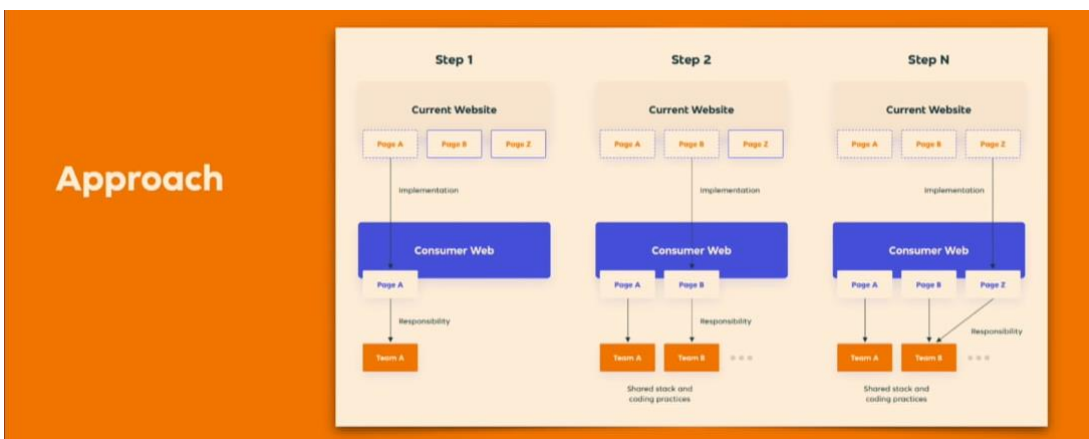 Approach
Step 1
Current Website
Page A Page B Page Z
Implementation
Consumer Web
Page A
Responsibility
Team A
Step 2
Current Website
Page A Page B Page Z
Implementation
Consumer Web
Page A Page B
Responsibility
Team A Team B
Shared stack and
coding practices
Step N
Current Website
Page A Page B Page Z
Implementation
Consumer Web
Page A Page B Page Z
Responsibility
Team A Team B
Shared stack and
coding practices